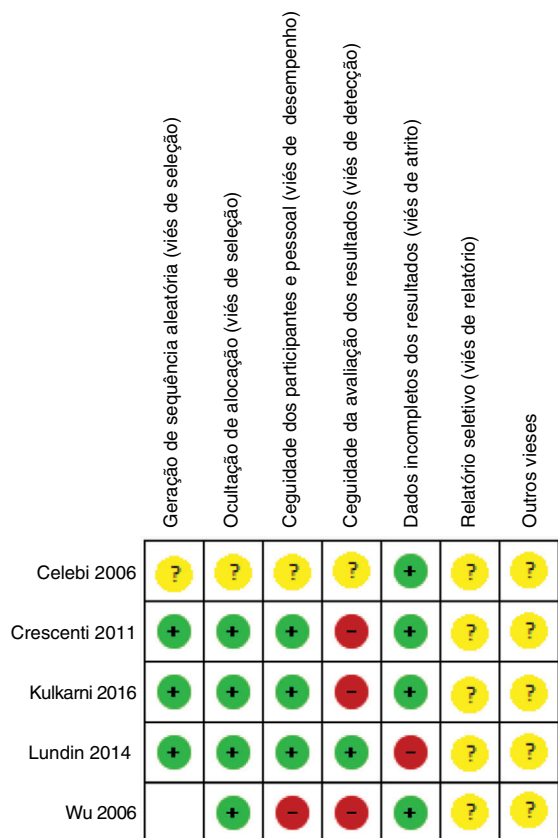 Geração de sequência aleatória (viés de seleção)
Ocultação de alocação (viés de seleção)
Ceguidade dos participantes e pessoal (viés de desempenho)
Ceguidade da avaliação dos resultados (viés de detecção)
Dados incompletos dos resultados (viés de atrito)
Relatório seletivo (viés de relatório)
Outros vieses
Celebi 2006 ? ? ? ? + ? ?
Crescenti 2011 + + + - + ? ?
Kulkarni 2016 + + + - + ? ?
Lundin 2014 + + + + - ? ?
Wu 2006 + - - + ? ?